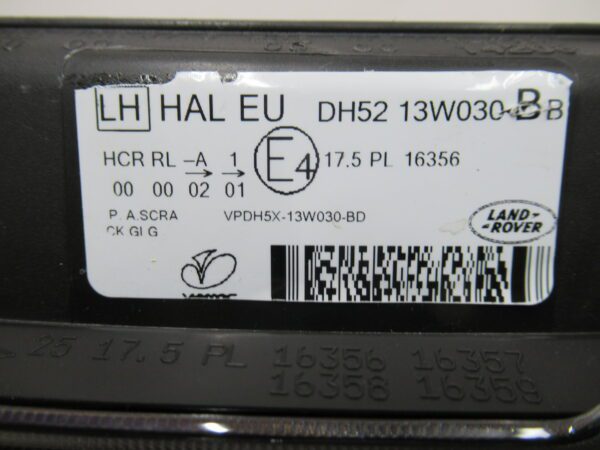 LH HAL EU DH52 13W030-BB
HCR RL -A 1 E4 17.5 PL 16356
00 00 02 01
P. A.SCRA VPDH5X-13W030-BD
CK GL G
LAND-
-ROVER
25 17.5 PL 16356 16357
16358 16359